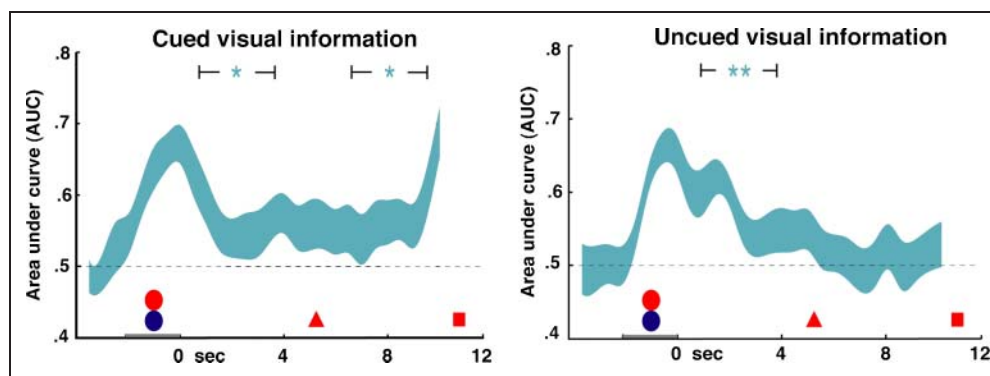 Cued visual information
.8
.7
.6
.5
.4
Area under curve (AUC)
* *
0 sec 4 8 12
Uncued visual information
.8
.7
.6
.5
.4
Area under curve (AUC)
**
0 sec 4 8 12